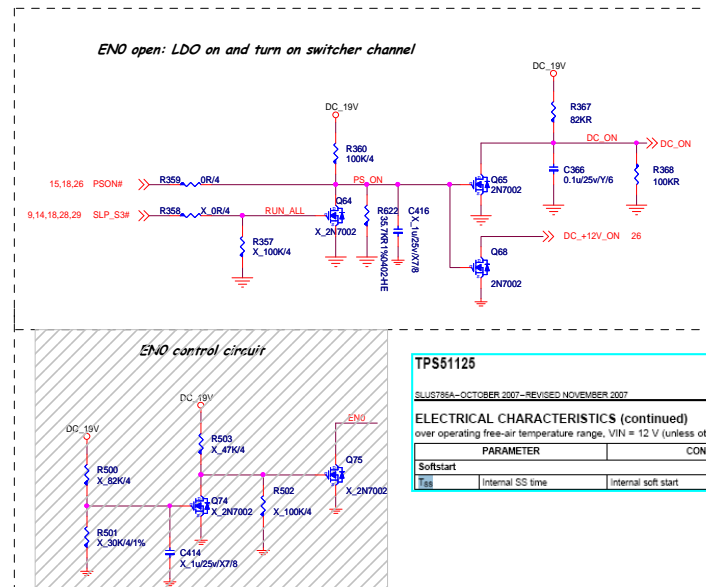 EN0 open: LDO on and turn on switcher channel
DC_19V
R367
82KR
DC_19V
R360
100K/4
DC_ON
DC_ON
15,18,26 PSON#
R359
0R/4
PS_ON
Q65
2N7002
C366
0.1u/25v/Y/6
R368
100KR
9,14,18,28,29 SLP_S3#
R358
X_0R/4
RUN_ALL
Q64
X_2N7002
R622
35.7KR1%0402-HE
C416
X_1u/25v/X7/8
R357
X_100K/4
DC_+12V_ON 26
Q68
2N7002
EN0 control circuit
DC_19V
R503
X_47K/4
EN0
DC_19V
R500
X_82K/4
Q75
X_2N7002
Q74
X_2N7002
R502
X_100K/4
R501
X_30K/4/1%
C414
X_1u/25v/X7/8
TPS51125
SLUS786A–OCTOBER 2007–REVISED NOVEMBER 2007
ELECTRICAL CHARACTERISTICS (continued)
over operating free-air temperature range, VIN = 12 V (unless ot
PARAMETER CON
Softstart
Tss Internal SS time Internal soft start